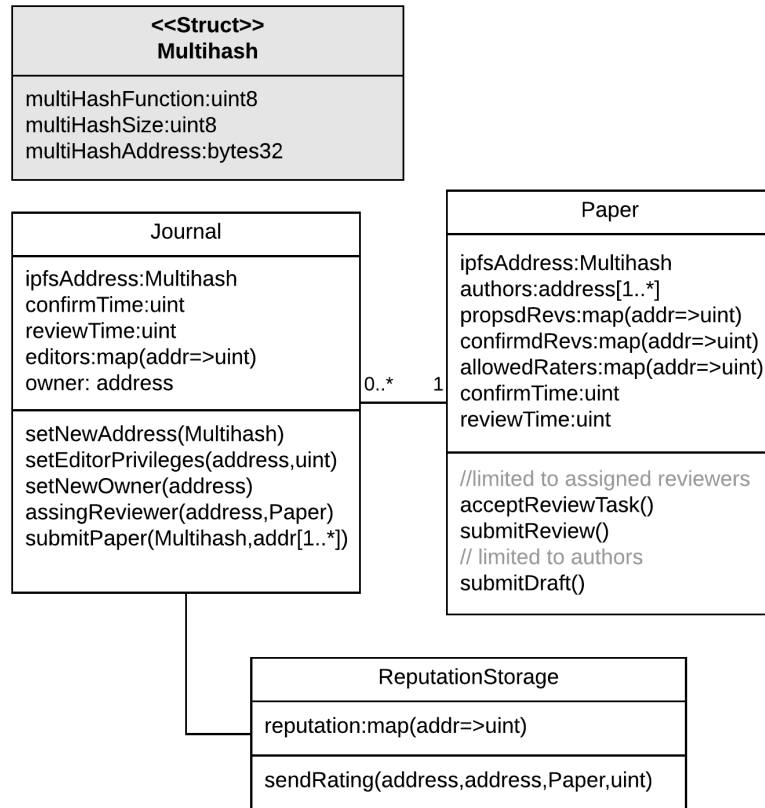 <<Struct>>
Multihash
multiHashFunction:uint8
multiHashSize:uint8
multiHashAddress:bytes32
Journal
ipfsAddress:Multihash
confirmTime:uint
reviewTime:uint
editors:map(addr=>uint)
owner: address
setNewAddress(Multihash)
setEditorPrivileges(address,uint)
setNewOwner(address)
assingReviewer(address,Paper)
submitPaper(Multihash,addr[1..*])
0..*
1
Paper
ipfsAddress:Multihash
authors:address[1..*]
propsdRevs:map(addr=>uint)
confirmdRevs:map(addr=>uint)
allowedRaters:map(addr=>uint)
confirmTime:uint
reviewTime:uint
//limited to assigned reviewers
acceptReviewTask()
submitReview()
// limited to authors
submitDraft()
ReputationStorage
reputation:map(addr=>uint)
sendRating(address,address,Paper,uint)